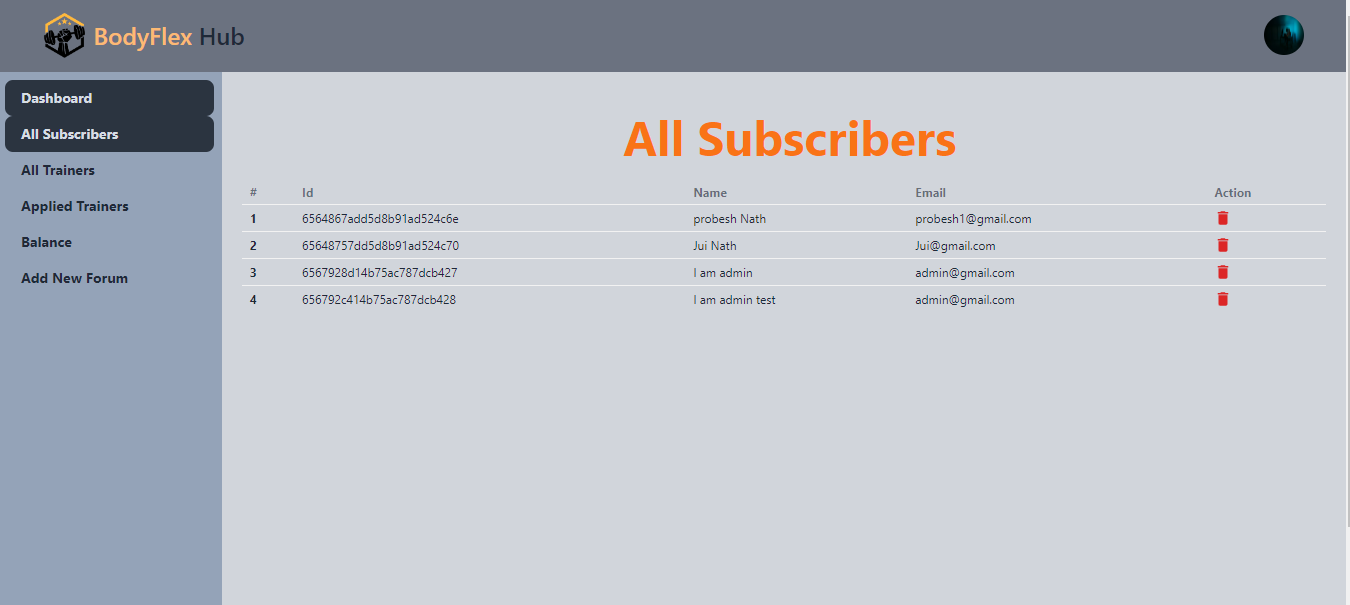 BodyFlex Hub
Dashboard
All Subscribers
All Trainers
Applied Trainers
Balance
Add New Forum
All Subscribers
# Id Name Email Action
1 6564867add5d8b91ad524c6e probesh Nath probesh1@gmail.com
2 65648757dd5d8b91ad524c70 Jui Nath Jui@gmail.com
3 6567928d14b75ac787dcb427 I am admin admin@gmail.com
4 656792c414b75ac787dcb428 I am admin test admin@gmail.com